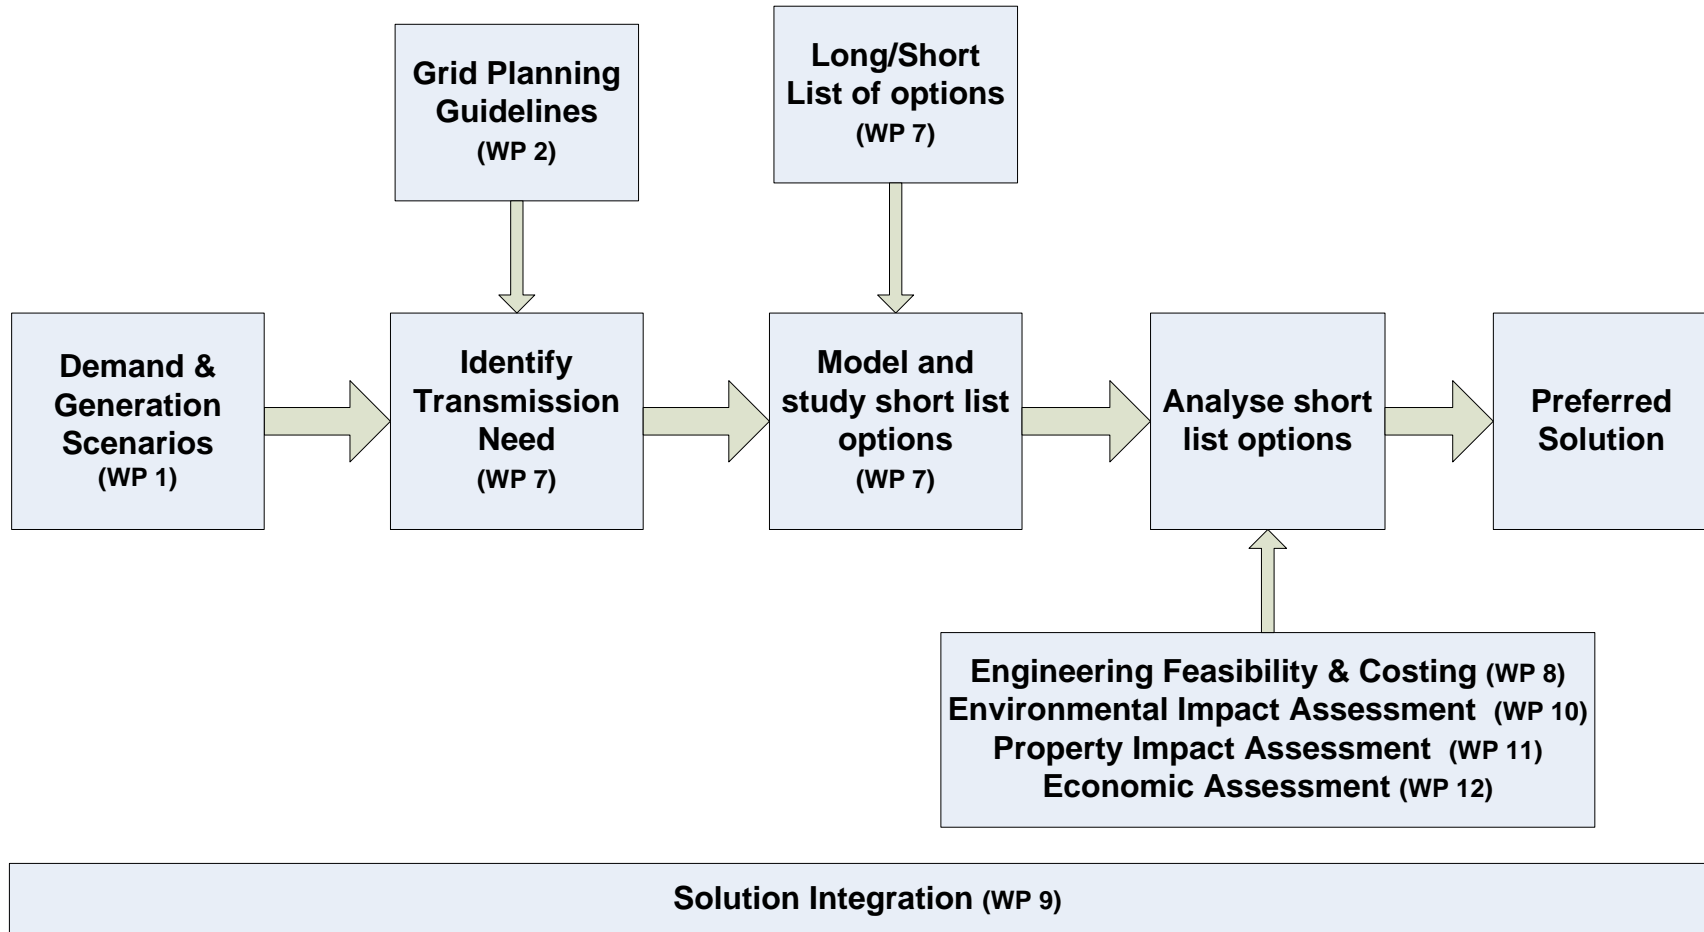 Grid Planning
Guidelines
(WP 2)
Long/Short
List of options
(WP 7)
Demand &
Generation
Scenarios
(WP 1)
Identify
Transmission
Need
(WP 7)
Model and
study short list
options
(WP 7)
Analyse short
list options
Preferred
Solution
Engineering Feasibility & Costing (WP 8)
Environmental Impact Assessment (WP 10)
Property Impact Assessment (WP 11)
Economic Assessment (WP 12)
Solution Integration (WP 9)